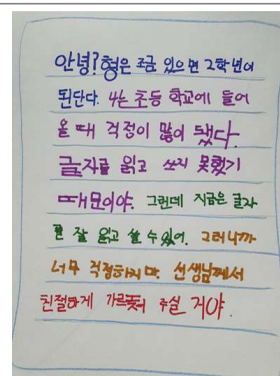 안녕? 형은 조금 있으면 2학년이
된단다. 나는 초등 학교에 들어
올 때 걱정이 많이 됐다.
글자를 읽고 쓰지 못했기
때문이야. 그런데 지금은 글자
를 잘 읽고 쓸 수 있어. 그러니까
너무 걱정하지 마. 선생님께서
친절하게 가르쳐 주실 거야.